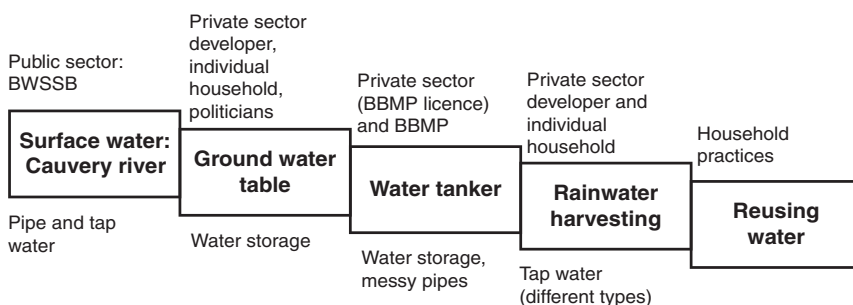 Public sector:
BWSSB
Surface water:
Cauvery river
Pipe and tap
water
Private sector
developer,
individual
household,
politicians
Ground water
table
Water storage
Private sector
(BBMP licence)
and BBMP
Water tanker
Water storage,
messy pipes
Private sector
developer and
individual
household
Rainwater
harvesting
Tap water
(different types)
Household
practices
Reusing
water